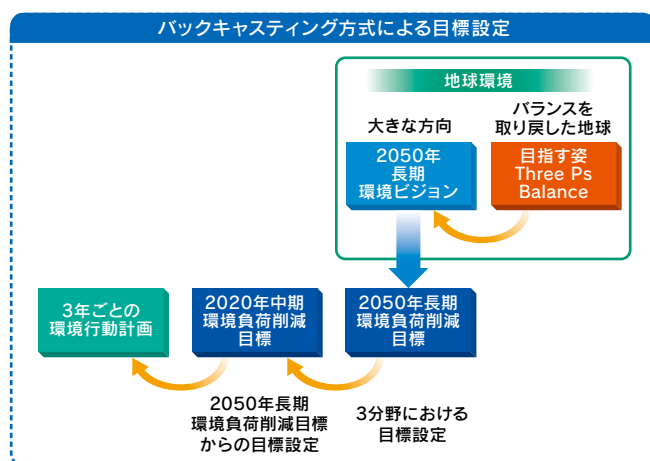 バックキャスティング方式による目標設定
地球環境
大きな方向
バランスを
取り戻した地球
2050年
長期
環境ビジョン
目指す姿
Three Ps
Balance
3年ごとの
環境行動計画
2020年中期
環境負荷削減
目標
2050年長期
環境負荷削減
目標
2050年長期
環境負荷削減目標
からの目標設定
3分野における
目標設定